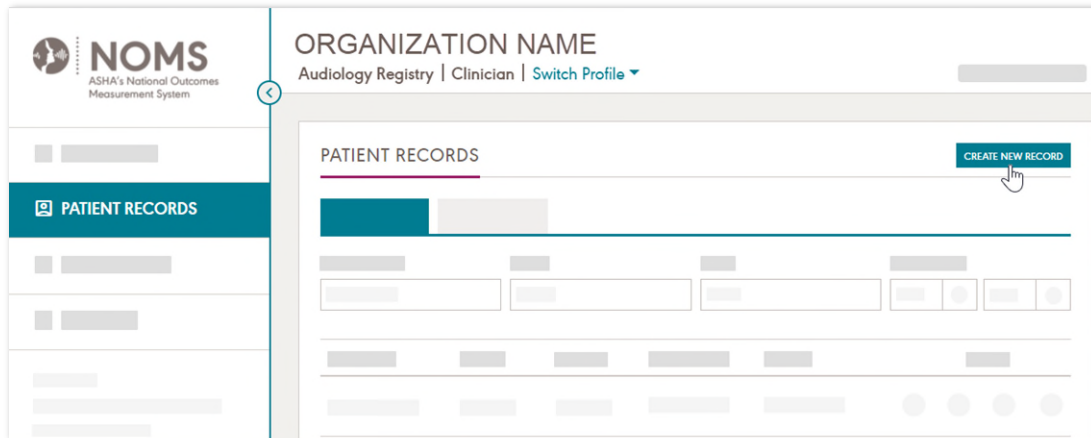 NOMS
ASHA's National Outcomes
Measurement System
ORGANIZATION NAME
Audiology Registry | Clinician | Switch Profile
PATIENT RECORDS
CREATE NEW RECORD
PATIENT RECORDS